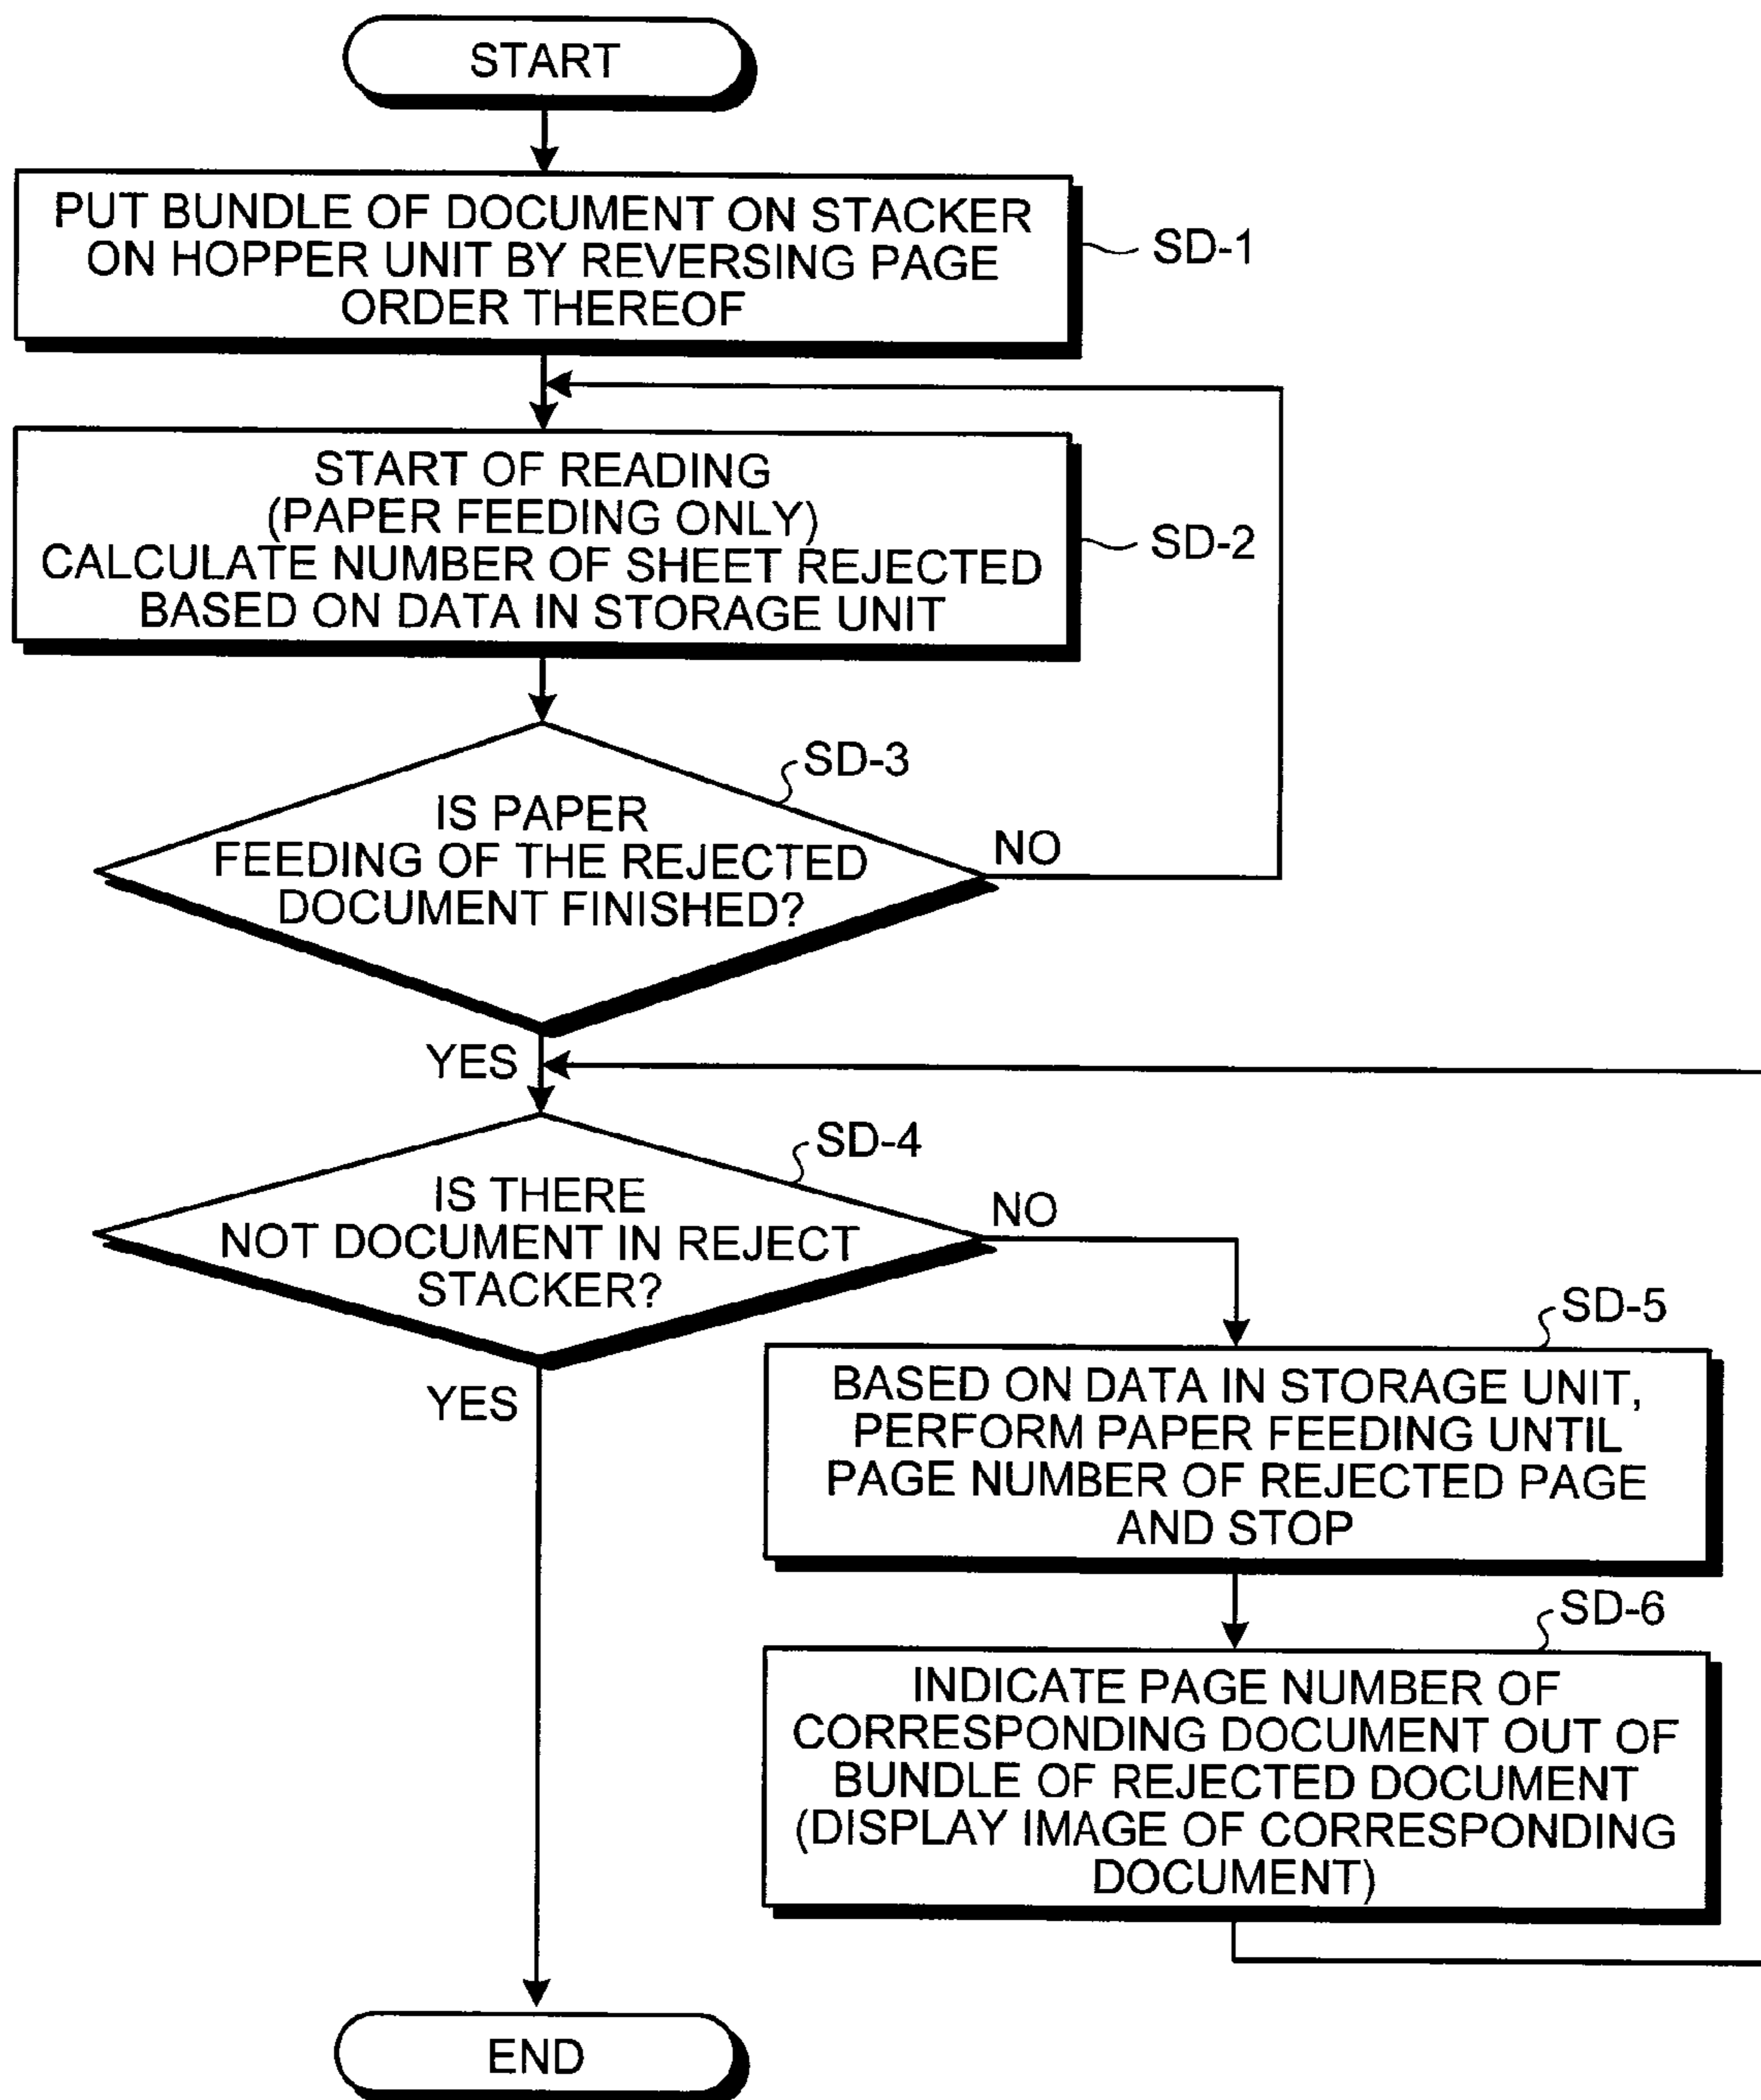 START
PUT BUNDLE OF DOCUMENT ON STACKER
ON HOPPER UNIT BY REVERSING PAGE
ORDER THEREOF
SD-1
START OF READING
(PAPER FEEDING ONLY)
CALCULATE NUMBER OF SHEET REJECTED
BASED ON DATA IN STORAGE UNIT
SD-2
SD-3
IS PAPER
FEEDING OF THE REJECTED
DOCUMENT FINISHED?
NO
YES
SD-4
IS THERE
NOT DOCUMENT IN REJECT
STACKER?
NO
YES
SD-5
BASED ON DATA IN STORAGE UNIT,
PERFORM PAPER FEEDING UNTIL
PAGE NUMBER OF REJECTED PAGE
AND STOP
SD-6
INDICATE PAGE NUMBER OF
CORRESPONDING DOCUMENT OUT OF
BUNDLE OF REJECTED DOCUMENT
(DISPLAY IMAGE OF CORRESPONDING
DOCUMENT)
END